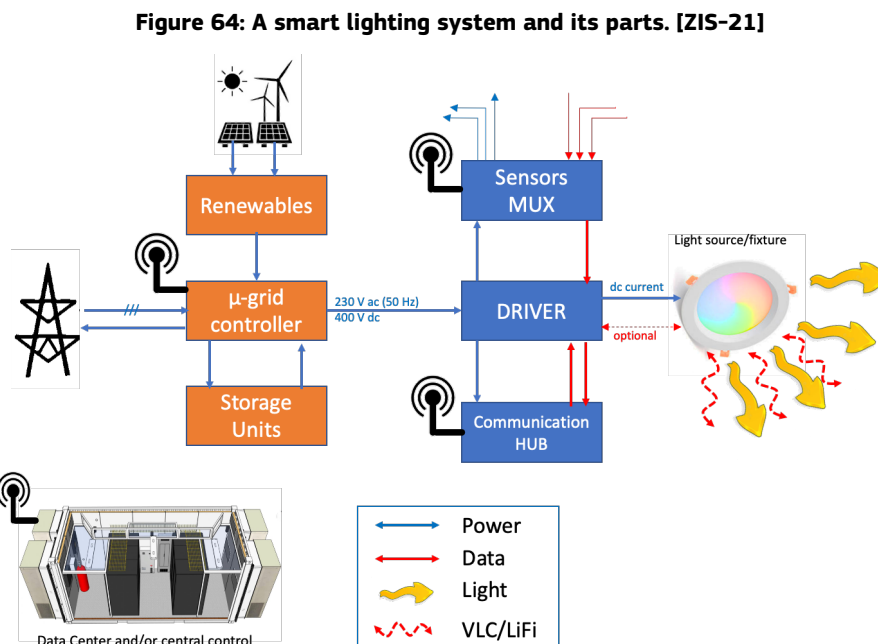 Figure 64: A smart lighting system and its parts. [ZIS-21]
Renewables
Sensors
MUX
Light source/fixture
µ-grid
controller
230 V ac (50 Hz)
400 V dc
DRIVER
dc current
optional
Storage
Units
Communication
HUB
Data Center and/or central control
Power
Data
Light
VLC/LiFi